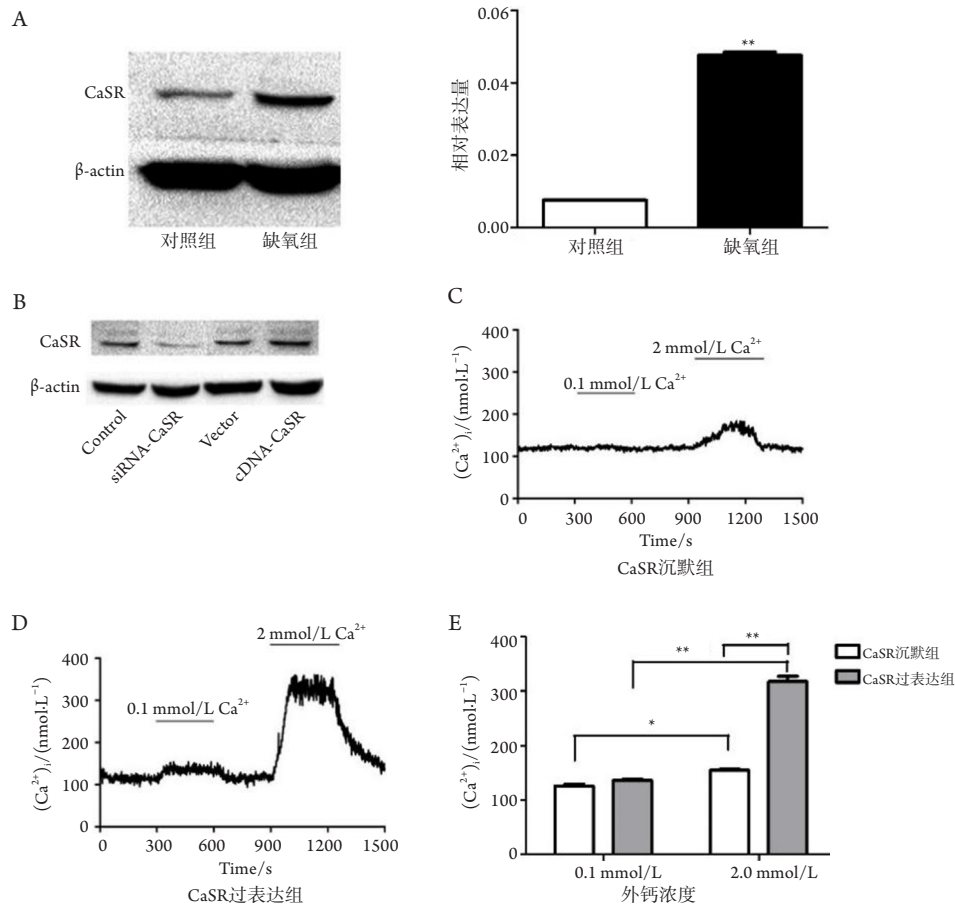 A
CaSR
β-actin
对照组
缺氧组
相对表达量
0.06
0.04
0.02
0.00
**
对照组
缺氧组
B
CaSR
β-actin
Control
siRNA-CaSR
Vector
cDNA-CaSR
C
(Ca²⁺)ᵢ/(nmol·L⁻¹)
400
300
200
100
0
0.1 mmol/L Ca²⁺
2 mmol/L Ca²⁺
0 300 600 900 1200 1500
Time/s
CaSR沉默组
D
(Ca²⁺)ᵢ/(nmol·L⁻¹)
400
300
200
100
0
0.1 mmol/L Ca²⁺
2 mmol/L Ca²⁺
0 300 600 900 1200 1500
Time/s
CaSR过表达组
E
(Ca²⁺)ᵢ/(nmol·L⁻¹)
400
300
200
100
0
*
**
**
CaSR沉默组
CaSR过表达组
0.1 mmol/L 2.0 mmol/L
外钙浓度